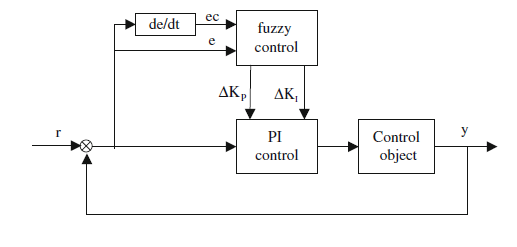 de/dt
ec
e
fuzzy
control
ΔKP
ΔKI
r
PI
control
Control
object
y